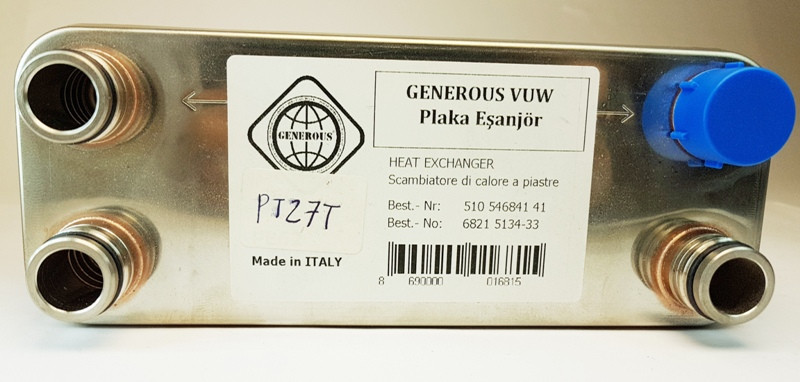 GENEROUS
GENEROUS VUW
Plaka Eşanjör
HEAT EXCHANGER
Scambiatore di calore a piastre
Best.- Nr: 510 546841 41
Best.- No: 6821 5134-33
PT27T
Made in ITALY
8 690000 016815